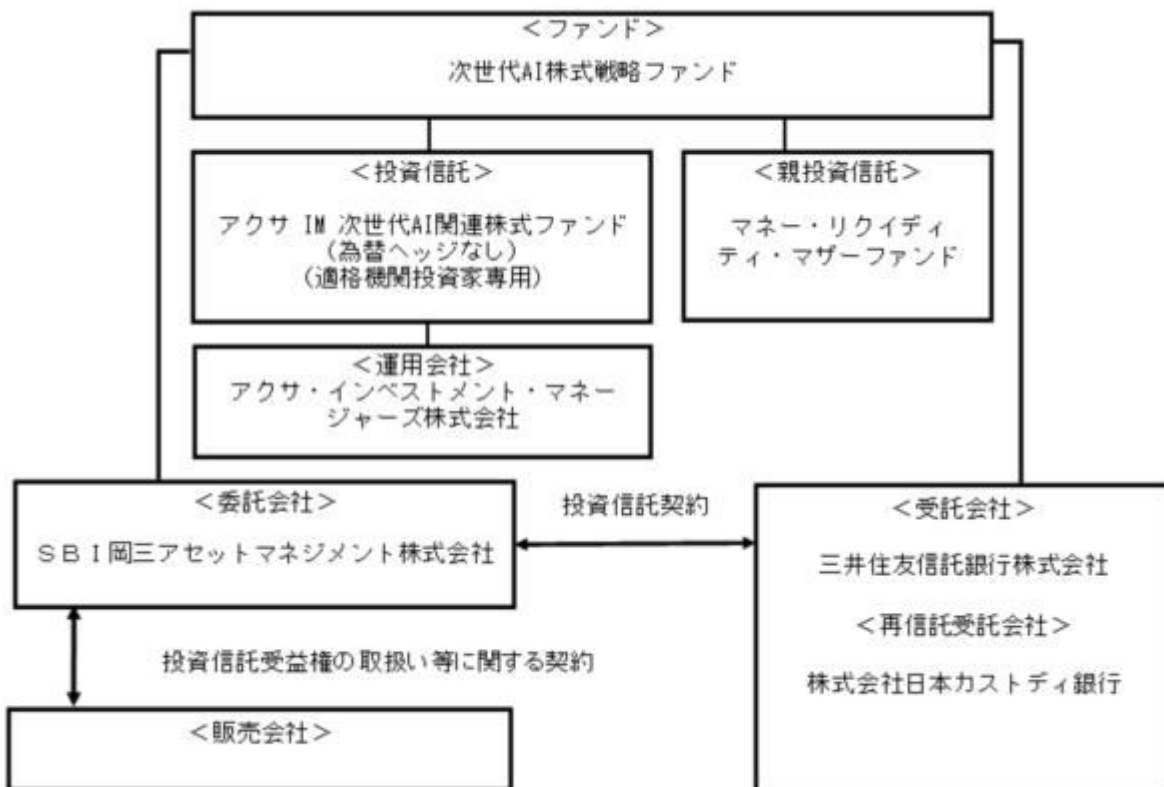 ＜ファンド＞
次世代AI株式戦略ファンド
＜投資信託＞
アクサ IM 次世代AI関連株式ファンド
（為替ヘッジなし）
（適格機関投資家専用）
＜親投資信託＞
マネー・リクイディ
ティ・マザーファンド
＜運用会社＞
アクサ・インベストメント・マネー
ジャーズ株式会社
＜委託会社＞
ＳＢＩ岡三アセットマネジメント株式会社
投資信託契約
＜受託会社＞
三井住友信託銀行株式会社
＜再信託受託会社＞
株式会社日本カストディ銀行
投資信託受益権の取扱い等に関する契約
＜販売会社＞